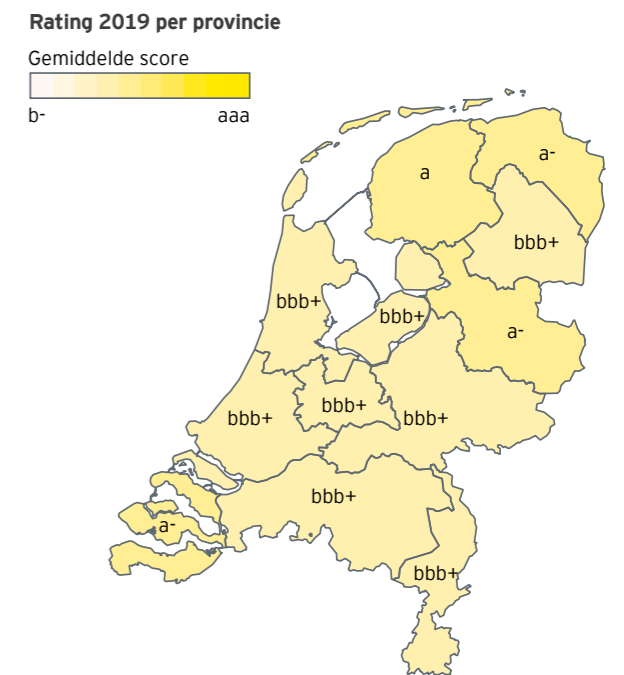 Rating 2019 per provincie
Gemiddelde score
b- aaa
a-
a
bbb+
bbb+
bbb+
a-
bbb+
bbb+
bbb+
bbb+
a-
bbb+